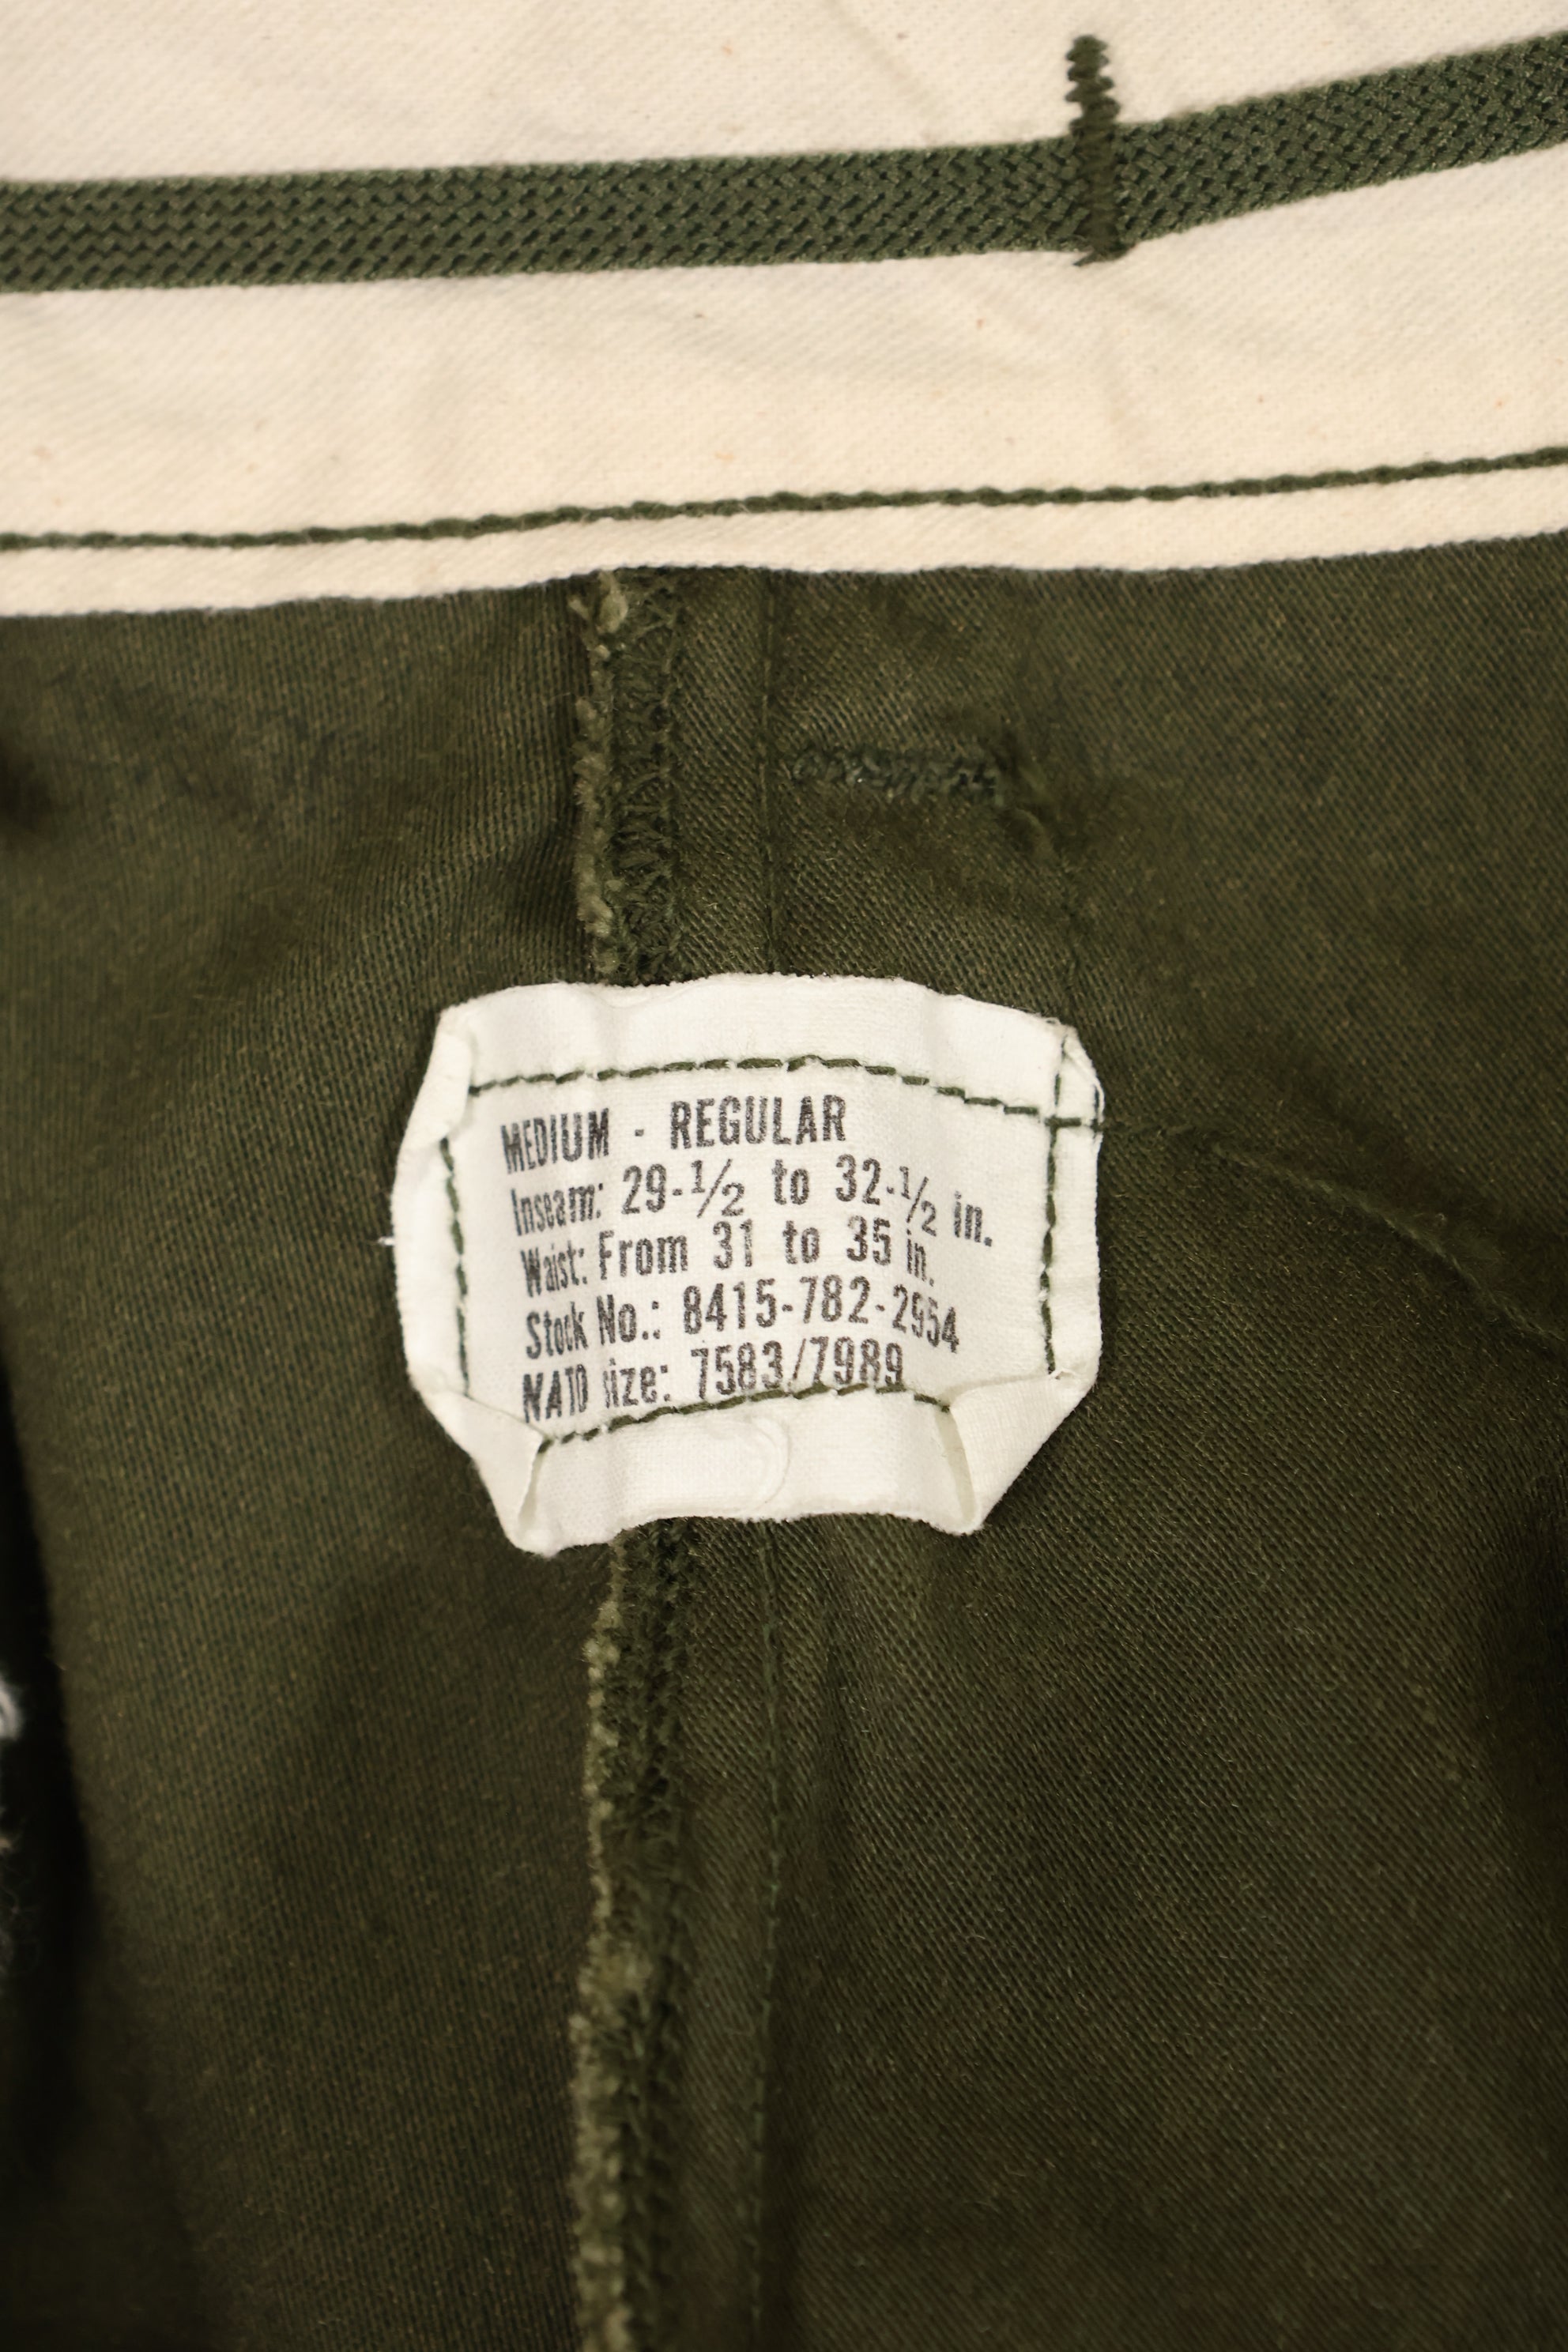 MEDIUM - REGULAR
Inseam: 29-1/2 to 32-1/2 in.
Waist: From 31 to 35 in.
Stock No.: 8415-782-2954
NATO size: 7583/7989